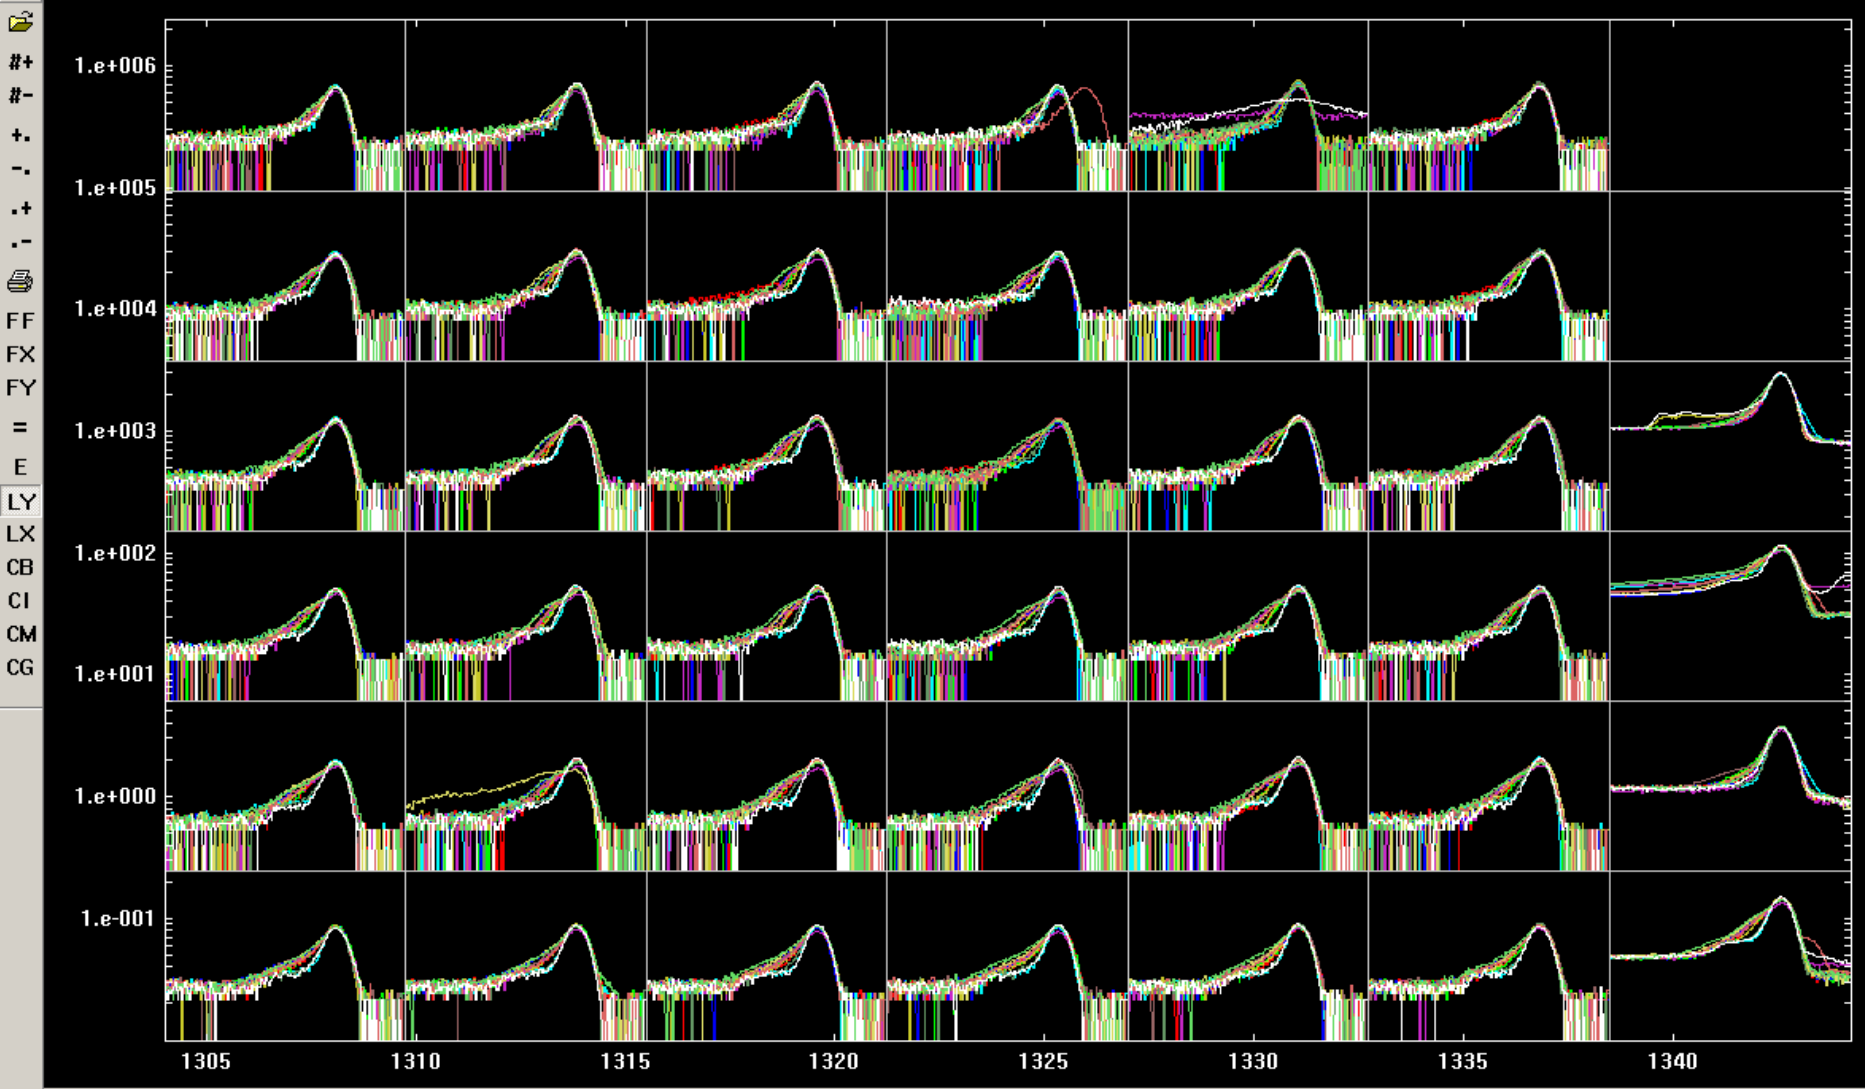 #+
#-
+.
-.
.+
.-
FF
FX
FY
=
E
LY
LX
CB
CI
CM
CG
1.e+006
1.e+005
1.e+004
1.e+003
1.e+002
1.e+001
1.e+000
1.e-001
1305 1310 1315 1320 1325 1330 1335 1340